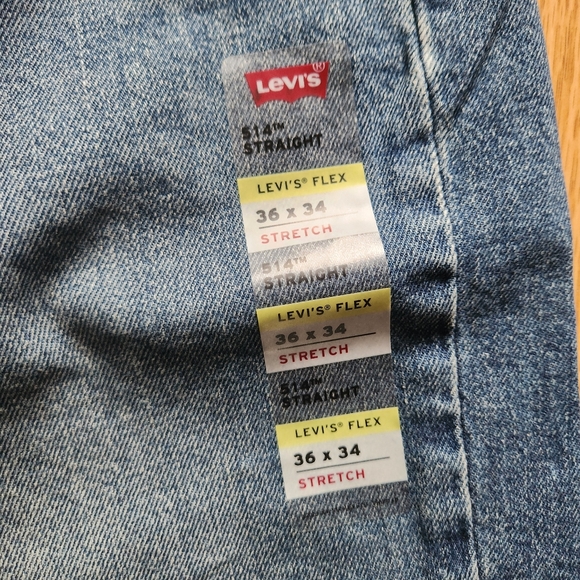 Levi's®
514™
STRAIGHT
LEVI'S® FLEX
36 x 34
STRETCH
514™
STRAIGHT
LEVI'S® FLEX
36 x 34
STRETCH
514™
STRAIGHT
LEVI'S® FLEX
36 x 34
STRETCH